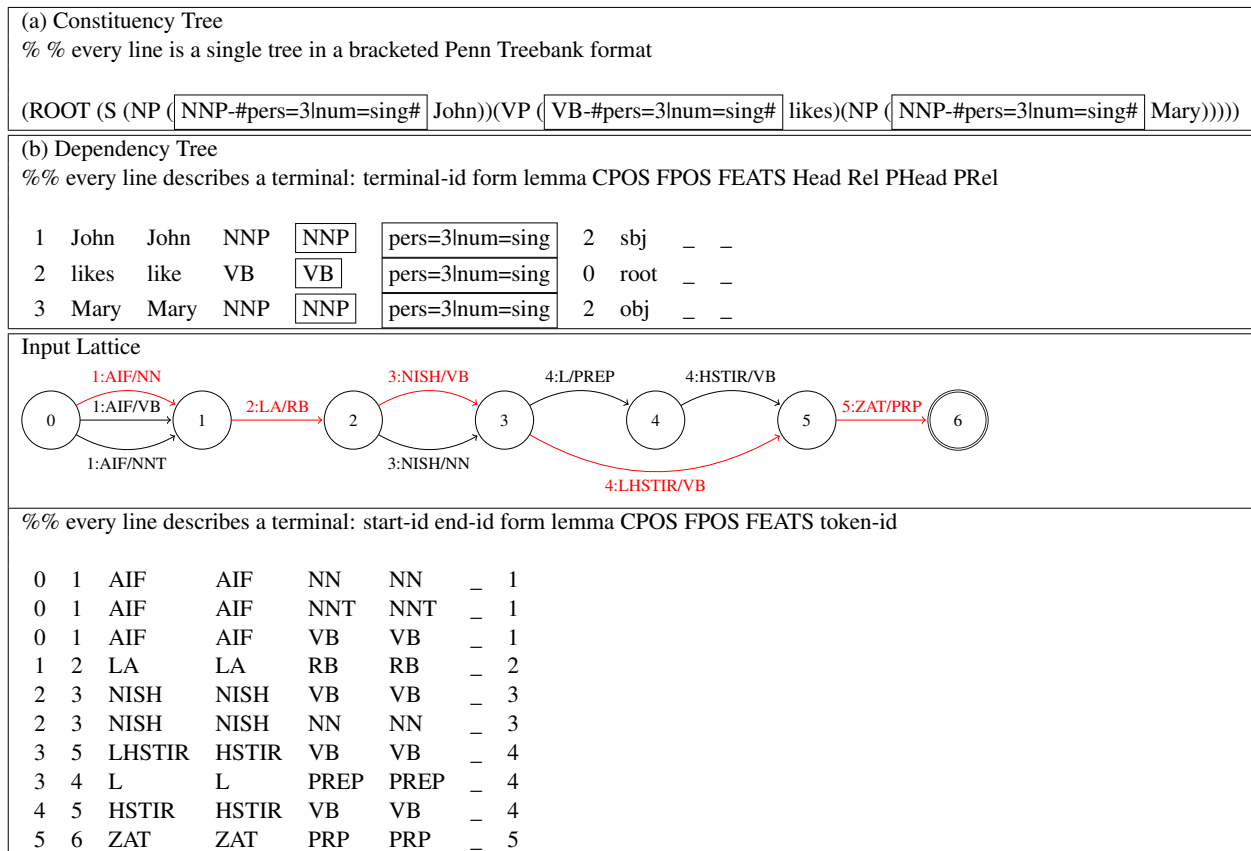 (a) Constituency Tree
% % every line is a single tree in a bracketed Penn Treebank format
(ROOT (S (NP ( NNP-#pers=3|num=sing# John))(VP ( VB-#pers=3|num=sing# likes)(NP ( NNP-#pers=3|num=sing# Mary)))))
(b) Dependency Tree
%% every line describes a terminal: terminal-id form lemma CPOS FPOS FEATS Head Rel PHead PRel
1 John John NNP NNP pers=3|num=sing 2 sbj _ _
2 likes like VB VB pers=3|num=sing 0 root _ _
3 Mary Mary NNP NNP pers=3|num=sing 2 obj _ _
Input Lattice
1:AIF/NN 3:NISH/VB 4:L/PREP 4:HSTIR/VB
1:AIF/VB 2:LA/RB 5:ZAT/PRP
0 1 2 3 4 5 6
1:AIF/NNT 3:NISH/NN
4:LHSTIR/VB
%% every line describes a terminal: start-id end-id form lemma CPOS FPOS FEATS token-id
0 1 AIF AIF NN NN _ 1
0 1 AIF AIF NNT NNT _ 1
0 1 AIF AIF VB VB _ 1
1 2 LA LA RB RB _ 2
2 3 NISH NISH VB VB _ 3
2 3 NISH NISH NN NN _ 3
3 5 LHSTIR HSTIR VB VB _ 4
3 4 L L PREP PREP _ 4
4 5 HSTIR HSTIR VB VB _ 4
5 6 ZAT ZAT PRP PRP _ 5